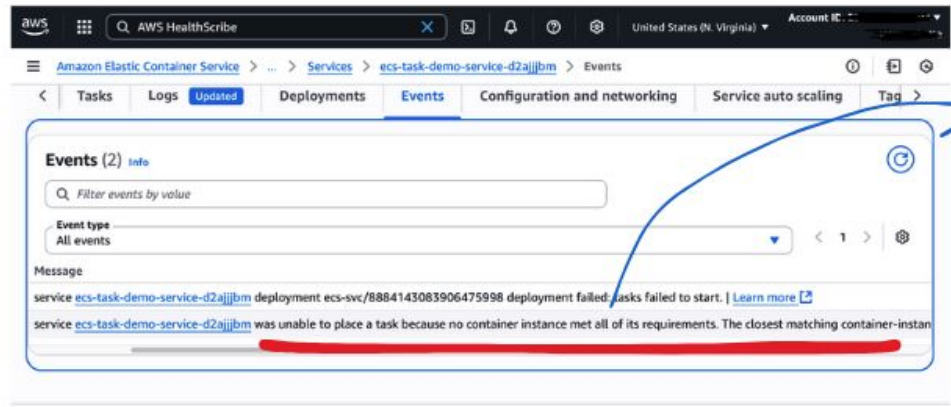 aws
AWS HealthScribe
United States (N. Virginia)
Account ID:
Amazon Elastic Container Service > ... > Services > ecs-task-demo-service-d2ajjjbm > Events
Tasks Logs Updated Deployments Events Configuration and networking Service auto scaling Tag
Events (2) Info
Filter events by value
Event type
All events
1
Message
service ecs-task-demo-service-d2ajjjbm deployment ecs-svc/8884143083906475998 deployment failed: tasks failed to start. | Learn more
service ecs-task-demo-service-d2ajjjbm was unable to place a task because no container instance met all of its requirements. The closest matching container-instan